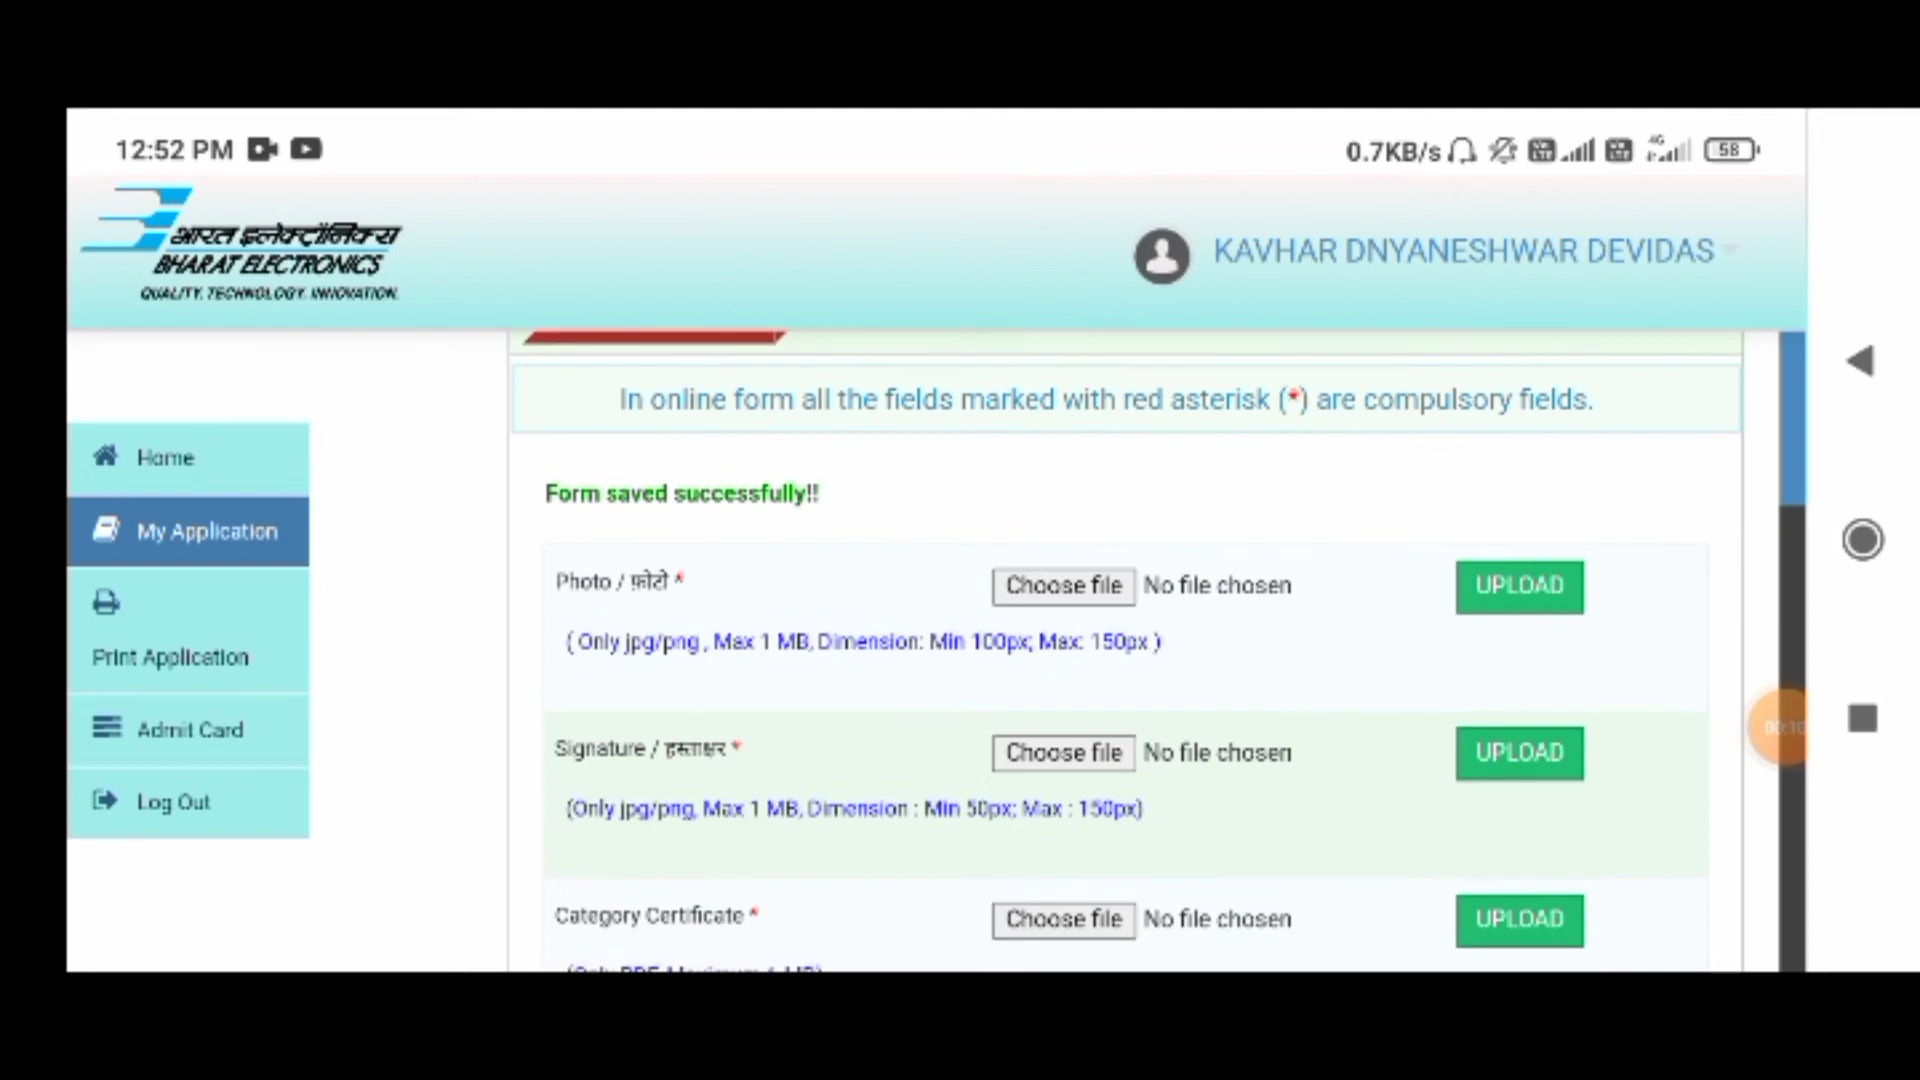 12:52 PM
0.7KB/s
4G
58
भारत इलेक्ट्रॉनिक्स
BHARAT ELECTRONICS
QUALITY. TECHNOLOGY. INNOVATION.
KAVHAR DNYANESHWAR DEVIDAS
In online form all the fields marked with red asterisk (*) are compulsory fields.
Home
My Application
Print Application
Admit Card
Log Out
Form saved successfully!!
Photo / फ़ोटो * Choose file No file chosen UPLOAD
( Only jpg/png , Max 1 MB, Dimension: Min 100px; Max: 150px )
Signature / हस्ताक्षर * Choose file No file chosen UPLOAD
(Only jpg/png, Max 1 MB, Dimension : Min 50px; Max : 150px)
00:10
Category Certificate * Choose file No file chosen UPLOAD